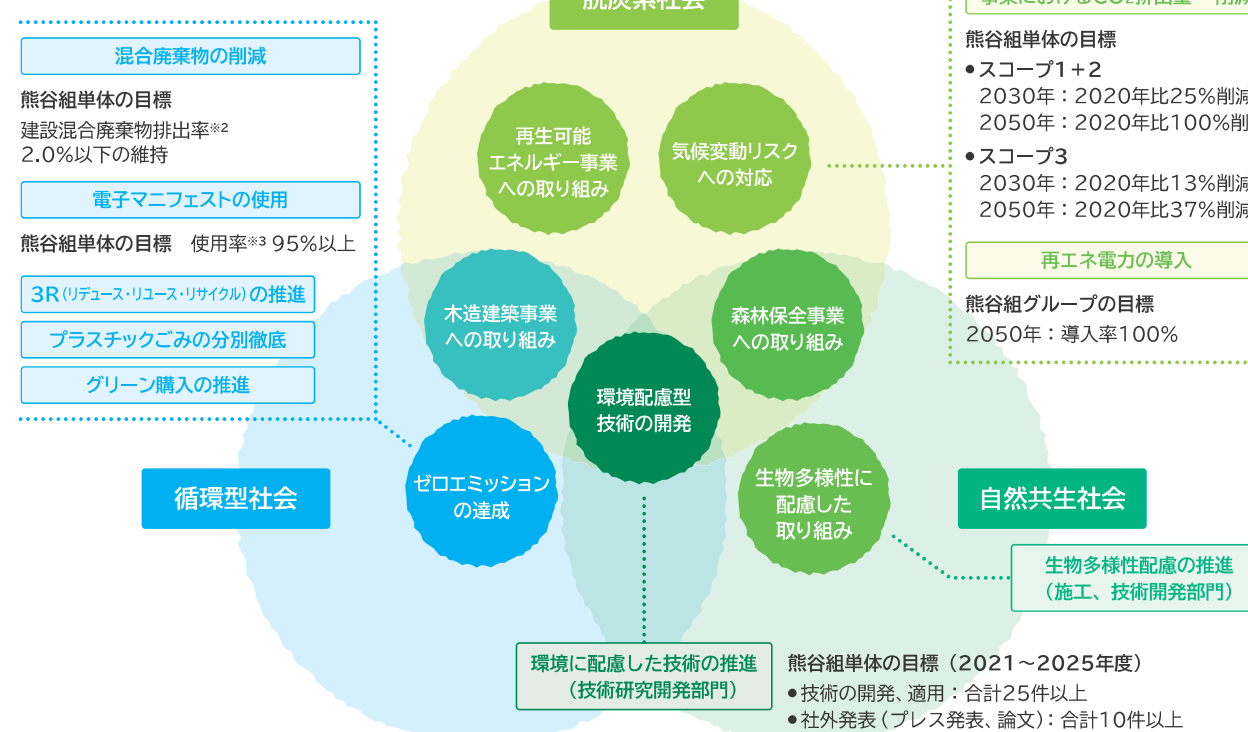 脱炭素社会
混合廃棄物の削減
熊谷組単体の目標
建設混合廃棄物排出率※2
2.0%以下の維持
電子マニフェストの使用
熊谷組単体の目標 使用率※3 95%以上
3R(リデュース・リユース・リサイクル)の推進
プラスチックごみの分別徹底
グリーン購入の推進
再生可能
エネルギー事業
への取り組み
気候変動リスク
への対応
木造建築事業
への取り組み
森林保全事業
への取り組み
環境配慮型
技術の開発
ゼロエミッション
の達成
生物多様性に
配慮した
取り組み
事業におけるCO2排出量
熊谷組単体の目標
●スコープ1+2
2030年:2020年比25%削減
2050年:2020年比100%削
●スコープ3
2030年:2020年比13%削減
2050年:2020年比37%削減
再エネ電力の導入
熊谷組グループの目標
2050年:導入率100%
循環型社会
自然共生社会
生物多様性配慮の推進
(施工、技術開発部門)
環境に配慮した技術の推進
(技術研究開発部門)
熊谷組単体の目標(2021〜2025年度)
●技術の開発、適用:合計25件以上
●社外発表(プレス発表、論文):合計10件以上